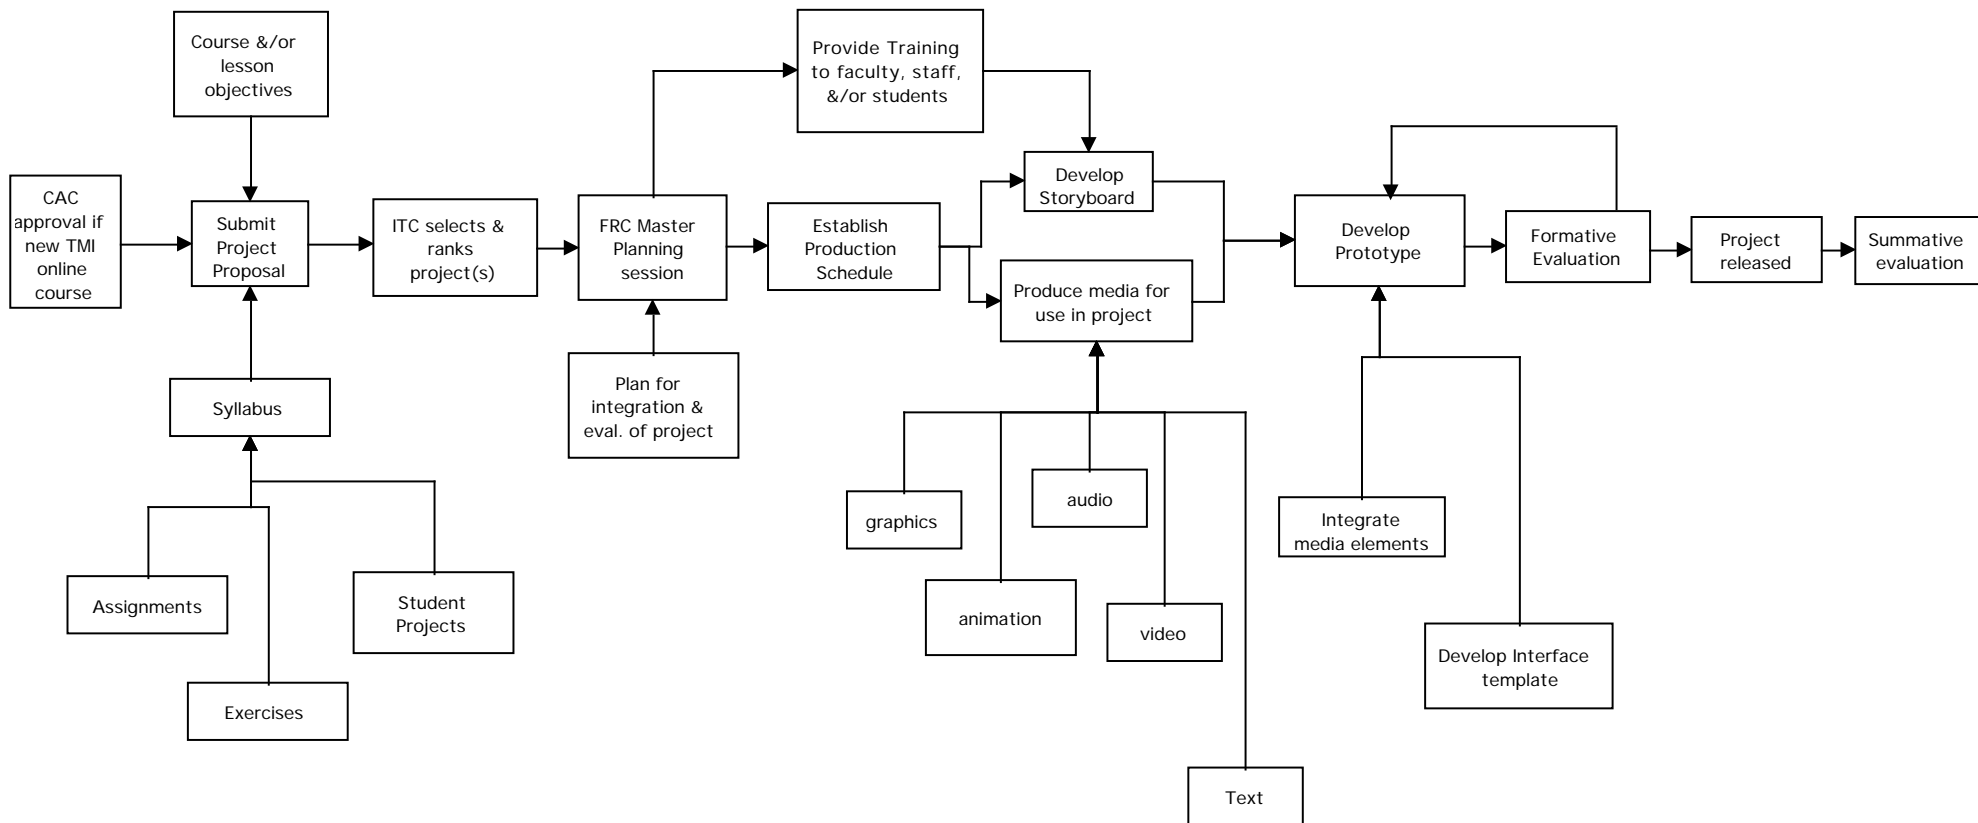 Course &/or
lesson
objectives
Provide Training
to faculty, staff,
&/or students
CAC
approval if
new TMI
online
course
Submit
Project
Proposal
ITC selects &
ranks
project(s)
FRC Master
Planning
session
Establish
Production
Schedule
Develop
Storyboard
Produce media for
use in project
Develop
Prototype
Formative
Evaluation
Project
released
Summative
evaluation
Syllabus
Plan for
integration &
eval. of project
Assignments
Student
Projects
Exercises
graphics
audio
animation
video
Text
Integrate
media elements
Develop Interface
template